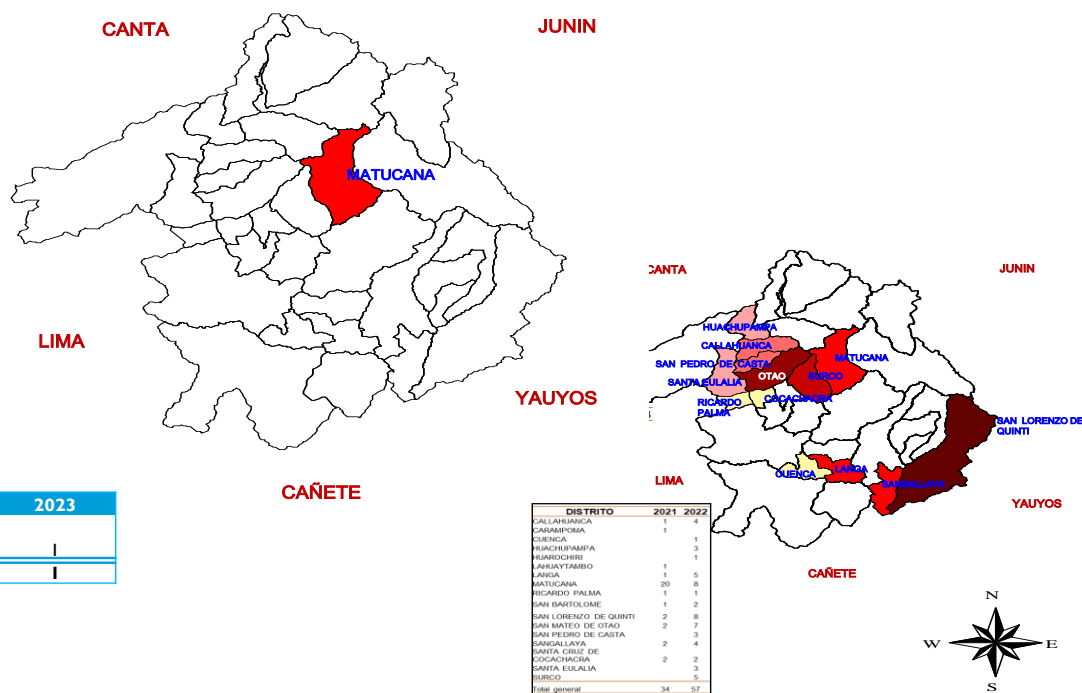 CANTA
JUNIN
MATUCANA
LIMA
YAUYOS
CAÑETE
2023
I
I
CANTA
JUNIN
HUACHUPAMPA
CALLAHUANCA
MATUCANA
SAN PEDRO DE CASTA
OTAO
SURCO
SANTA EULALIA
COCACHACRA
RICARDO
PALMA
SAN LORENZO DE
QUINTI
CUENCA
LANGA
LIMA
SANGALLAYA
YAUYOS
CAÑETE
DISTRITO 2021 2022
CALLAHUANCA 1 4
CARAMPOMA 1
CUENCA 1
HUACHUPAMPA 3
HUAROCHIRI 1
LAHUAYTAMBO 1
LANGA 1 5
MATUCANA 20 8
RICARDO PALMA 1 1
SAN BARTOLOME 1 2
SAN LORENZO DE QUINTI 2 8
SAN MATEO DE OTAO 2 7
SAN PEDRO DE CASTA 3
SANGALLAYA 2 4
SANTA CRUZ DE
COCACHACRA 2 2
SANTA EULALIA 3
SURCO 5
Total general 34 57
N
W E
S